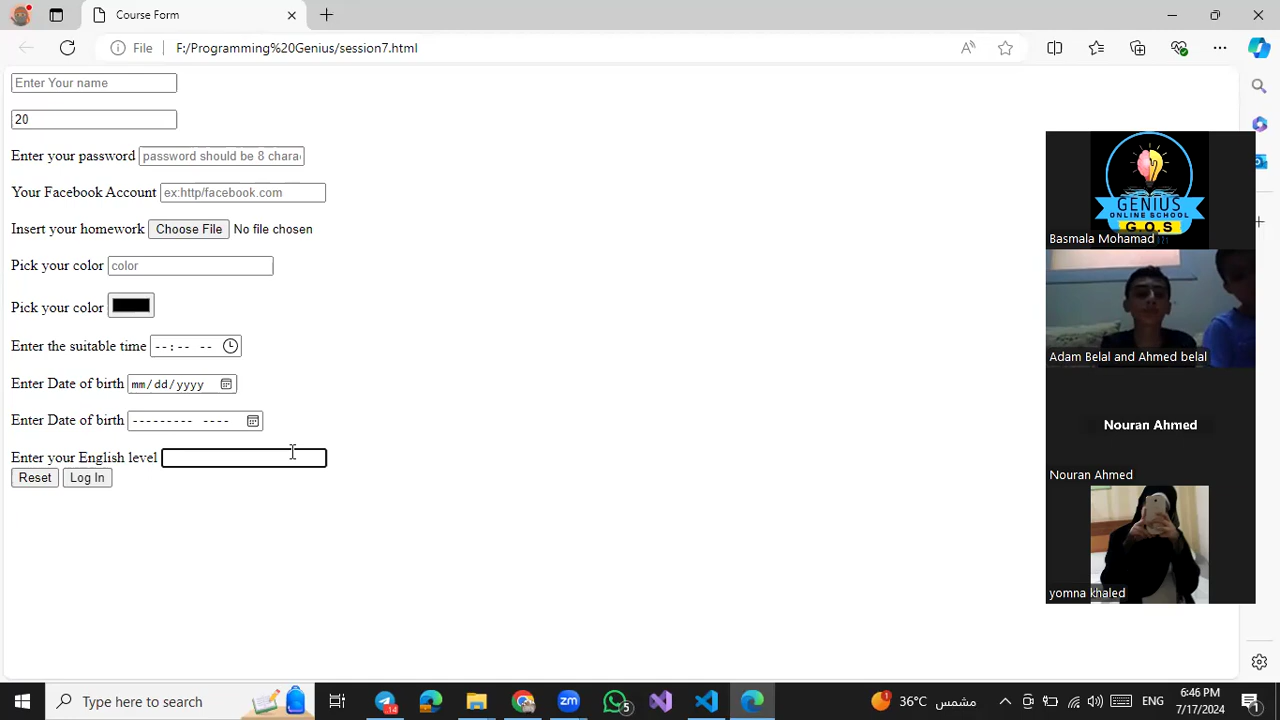 Course Form
File
F:/Programming%20Genius/session7.html
Enter Your name
20
Enter your password password should be 8 chara
Your Facebook Account ex:http/facebook.com
Insert your homework Choose File No file chosen
Pick your color color
Pick your color
Enter the suitable time --:-- --
Enter Date of birth mm/dd/yyyy
Enter Date of birth --------- ----
Enter your English level
Reset Log In
GENIUS
ONLINE SCHOOL
G.O.S
Basmala Mohamad
Adam Belal and Ahmed belal
Nouran Ahmed
Nouran Ahmed
yomna khaled
Type here to search
14
5
1
36°C مشمس
ENG
6:46 PM
7/17/2024
1